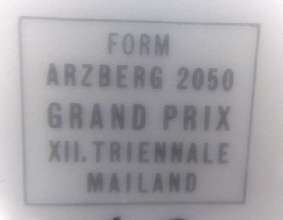 FORM
ARZBERG 2050
GRAND PRIX
XII. TRIENNALE
MAILAND